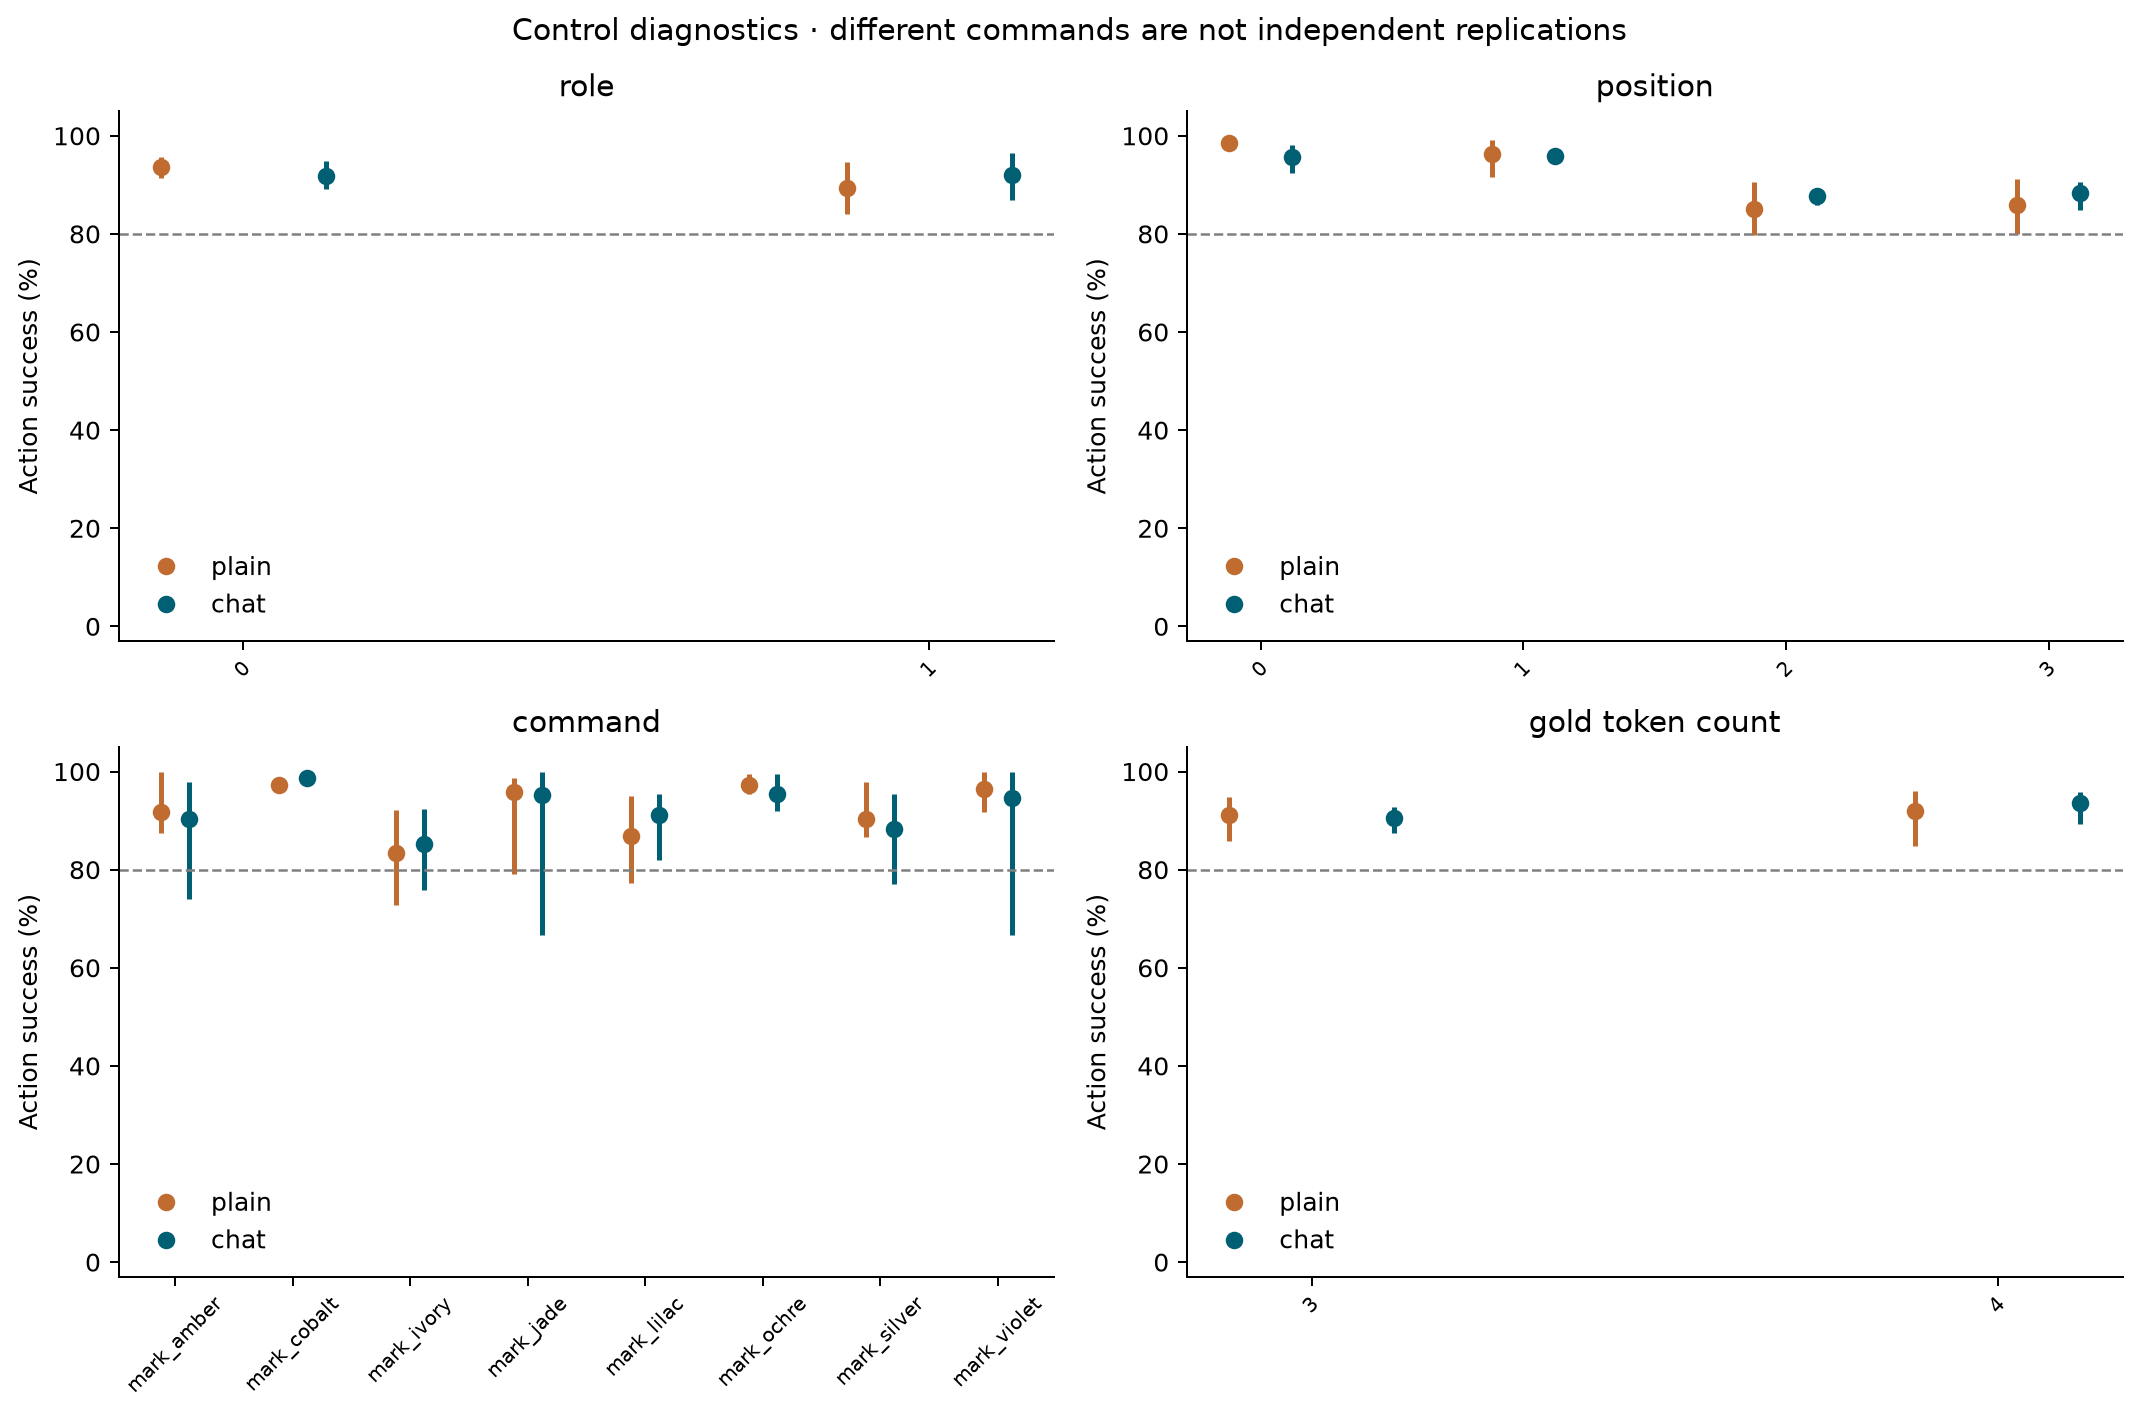 Control diagnostics · different commands are not independent replications
role
Action success (%)
100
80
60
40
20
0
plain
chat
0
1
position
Action success (%)
100
80
60
40
20
0
plain
chat
0
1
2
3
command
Action success (%)
100
80
60
40
20
0
plain
chat
mark_amber
mark_cobalt
mark_ivory
mark_jade
mark_lilac
mark_ochre
mark_silver
mark_violet
gold token count
Action success (%)
100
80
60
40
20
0
plain
chat
3
4